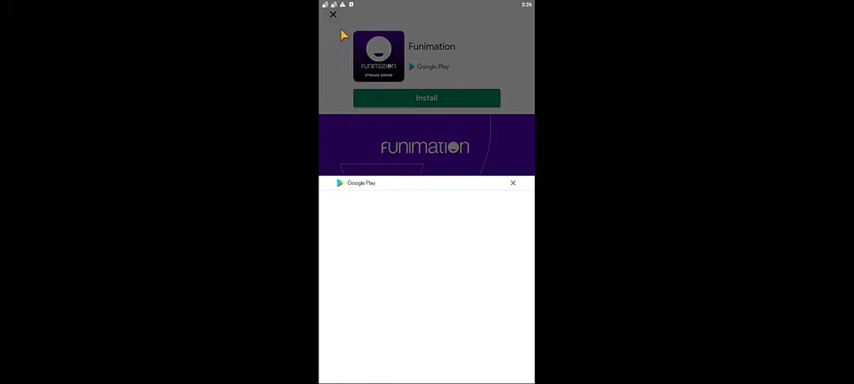 5:26
Funimation
FUNIMATION
STREAM ANIME
Google Play
Install
FUNIMATION
Google Play